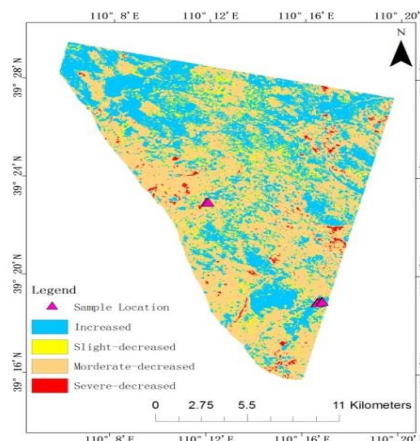 110° 8′E 110° 12′E 110° 16′E 110° 20′
N
39° 28′N
39° 24′N
39° 20′N
39° 16′N
Legend
Sample Location
Increased
Slight-decreased
Morderate-decreased
Severe-decreased
0 2.75 5.5 11 Kilometers
110° 8′E 110° 12′E 110° 16′E 110° 20′